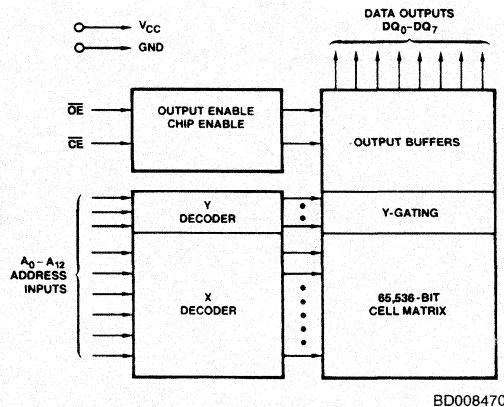 DATA OUTPUTS
DQ0–DQ7
VCC
GND
OE
CE
OUTPUT ENABLE
CHIP ENABLE
OUTPUT BUFFERS
Y
DECODER
Y-GATING
A0–A12
ADDRESS
INPUTS
X
DECODER
65,536-BIT
CELL MATRIX
BD008470